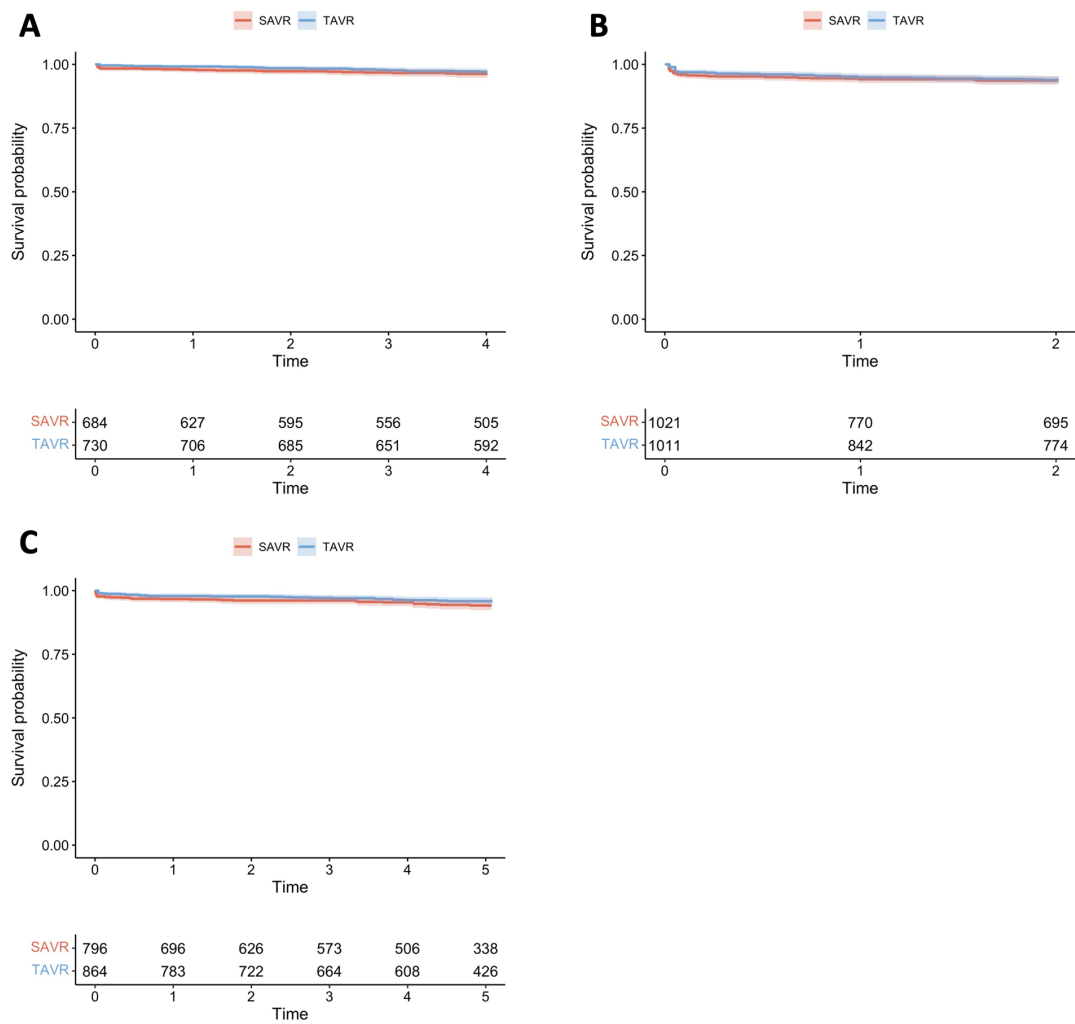 A
SAVR TAVR
Survival probability
1.00
0.75
0.50
0.25
0.00
0 1 2 3 4
Time
SAVR 684 627 595 556 505
TAVR 730 706 685 651 592
0 1 2 3 4
Time
B
SAVR TAVR
Survival probability
1.00
0.75
0.50
0.25
0.00
0 1 2
Time
SAVR 1021 770 695
TAVR 1011 842 774
0 1 2
Time
C
SAVR TAVR
Survival probability
1.00
0.75
0.50
0.25
0.00
0 1 2 3 4 5
Time
SAVR 796 696 626 573 506 338
TAVR 864 783 722 664 608 426
0 1 2 3 4 5
Time